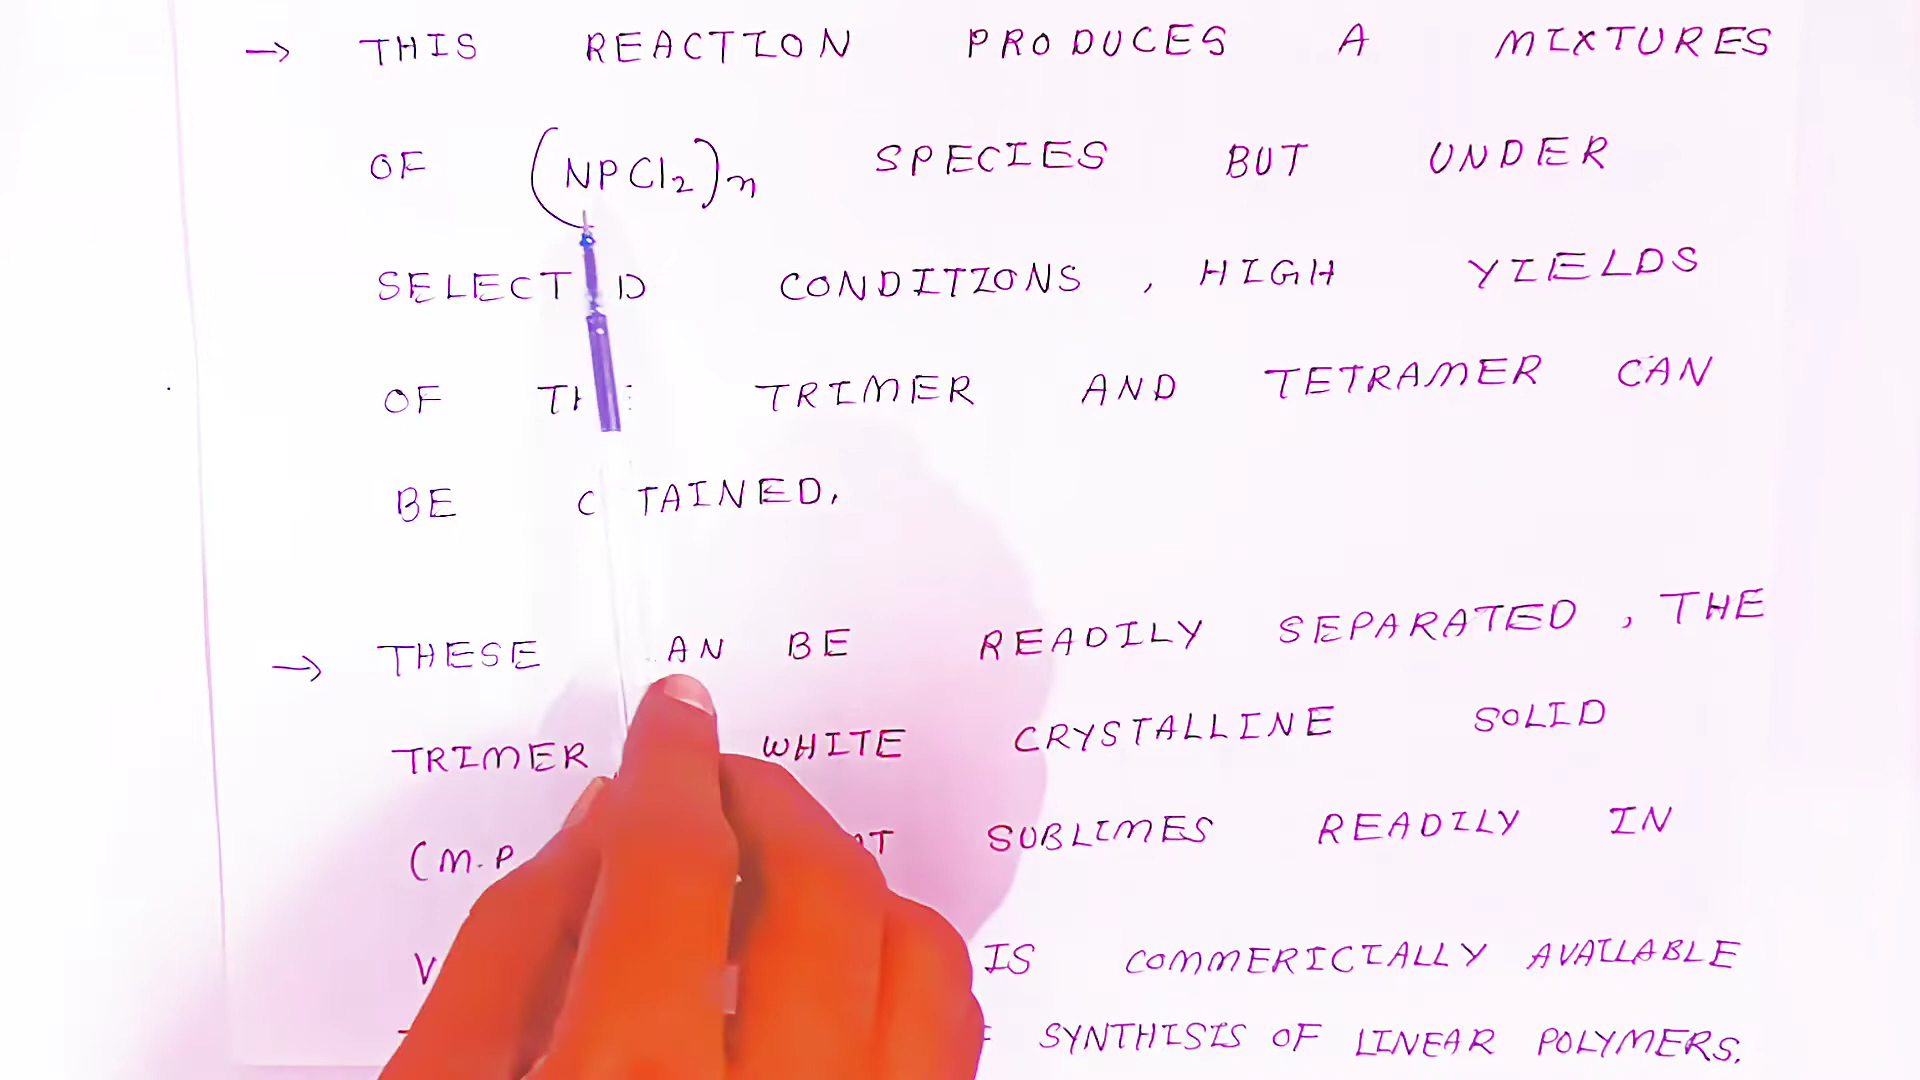 → THIS REACTION PRODUCES A MIXTURES
OF (NPCl₂)n SPECIES BUT UNDER
SELECT D CONDITIONS , HIGH YIELDS
OF TRIMER AND TETRAMER CAN
BE TAINED.
→ THESE AN BE READILY SEPARATED , THE
TRIMER WHITE CRYSTALLINE SOLID
(M.P SUBLIMES READILY IN
IS COMMERICIALLY AVAILABLE
SYNTHISIS OF LINEAR POLYMERS.